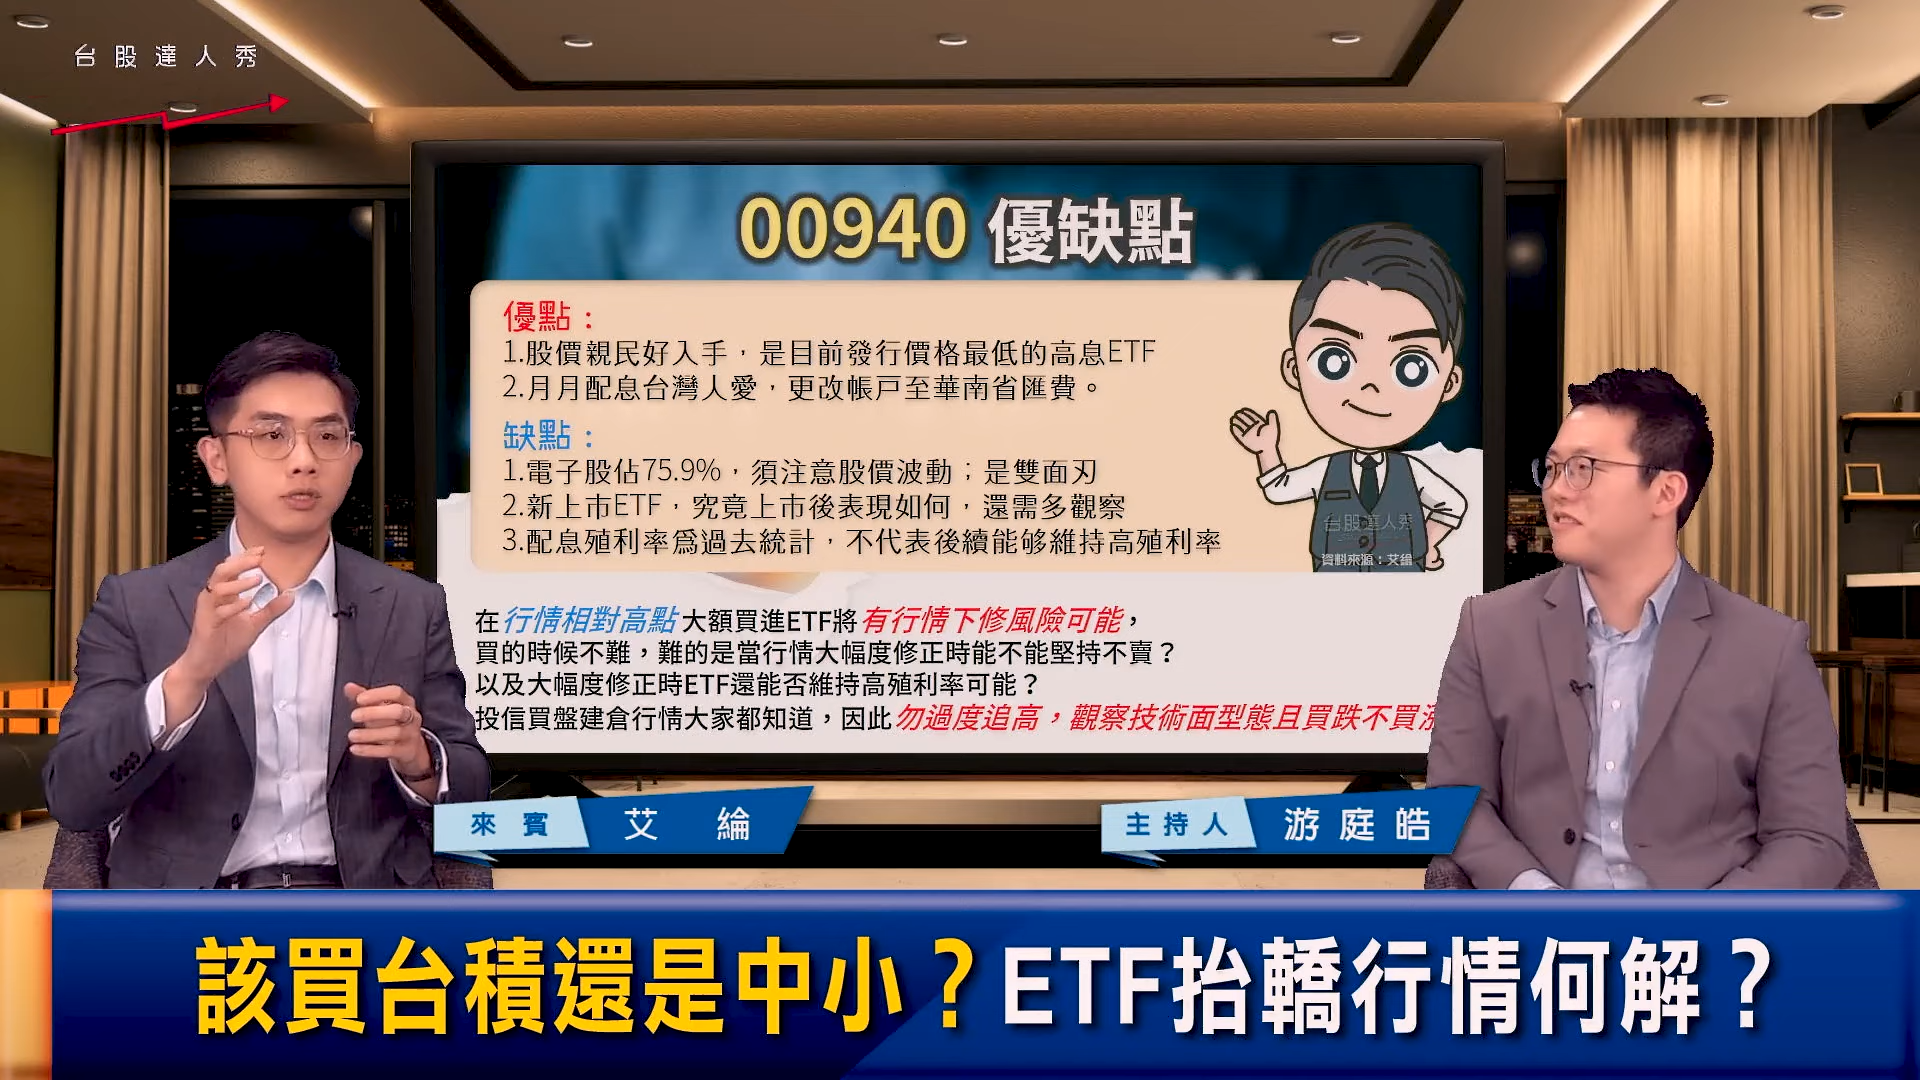 台股達人秀
00940 優缺點
優點：
1.股價親民好入手，是目前發行價格最低的高息ETF
2.月月配息台灣人愛，更改帳戶至華南省匯費。
缺點：
1.電子股佔75.9%，須注意股價波動；是雙面刃
2.新上市ETF，究竟上市後表現如何，還需多觀察
3.配息殖利率為過去統計，不代表後續能夠維持高殖利率
台股達人秀
資料來源：艾綸
在行情相對高點大額買進ETF將有行情下修風險可能，
買的時候不難，難的是當行情大幅度修正時能不能堅持不賣？
以及大幅度修正時ETF還能否維持高殖利率可能？
投信買盤建倉行情大家都知道，因此勿過度追高，觀察技術面型態且買跌不買
來賓 艾綸
主持人 游庭皓
該買台積還是中小？ETF抬轎行情何解？